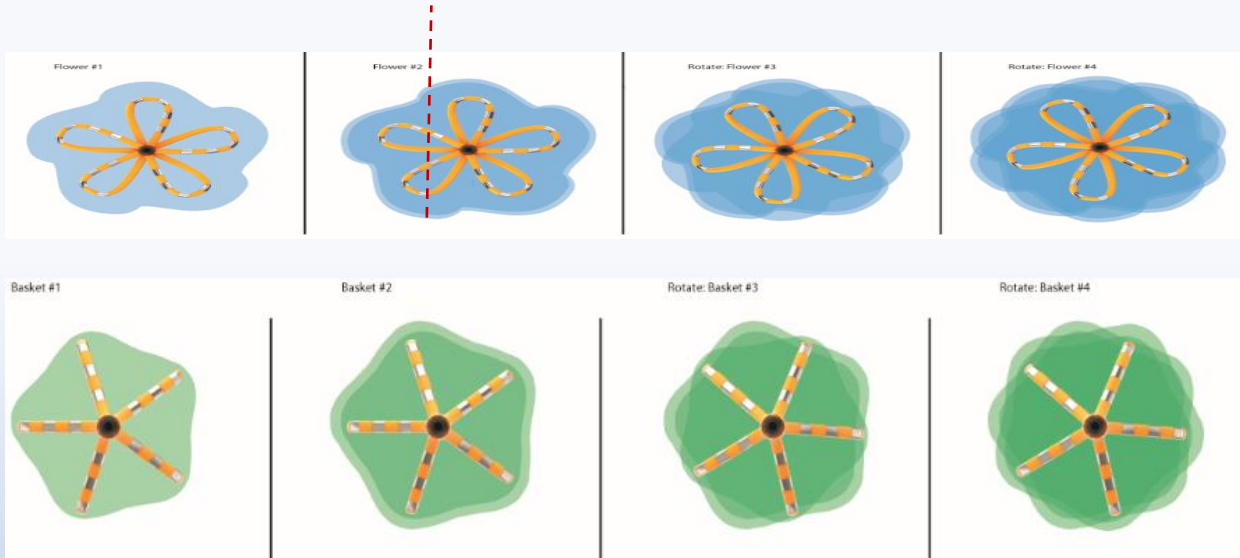 Flower #1
Flower #2
Rotate: Flower #3
Rotate: Flower #4
Basket #1
Basket #2
Rotate: Basket #3
Rotate: Basket #4